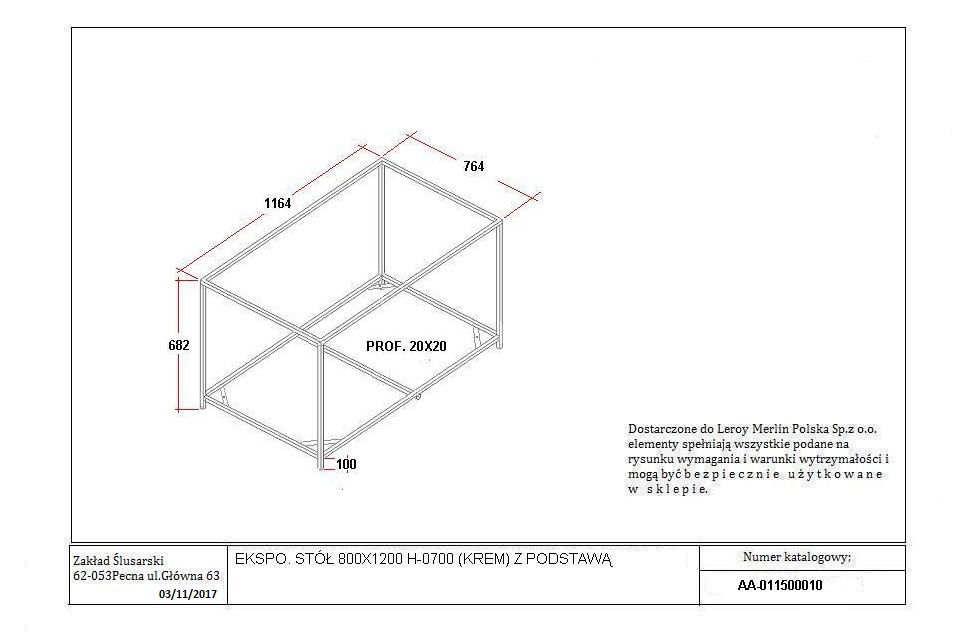 764
1164
682
PROF. 20X20
100
Dostarczone do Leroy Merlin Polska Sp.z o.o.
elementy spełniają wszystkie podane na
rysunku wymagania i warunki wytrzymałości i
mogą być b e z p i e c z n i e u ż y t k o w a n e
w s k l e p i e.
Zakład Ślusarski
62-053Pecna ul.Główna 63
03/11/2017
EKSPO. STÓŁ 800X1200 H-0700 (KREM) Z PODSTAWĄ
Numer katalogowy;
AA-011500010